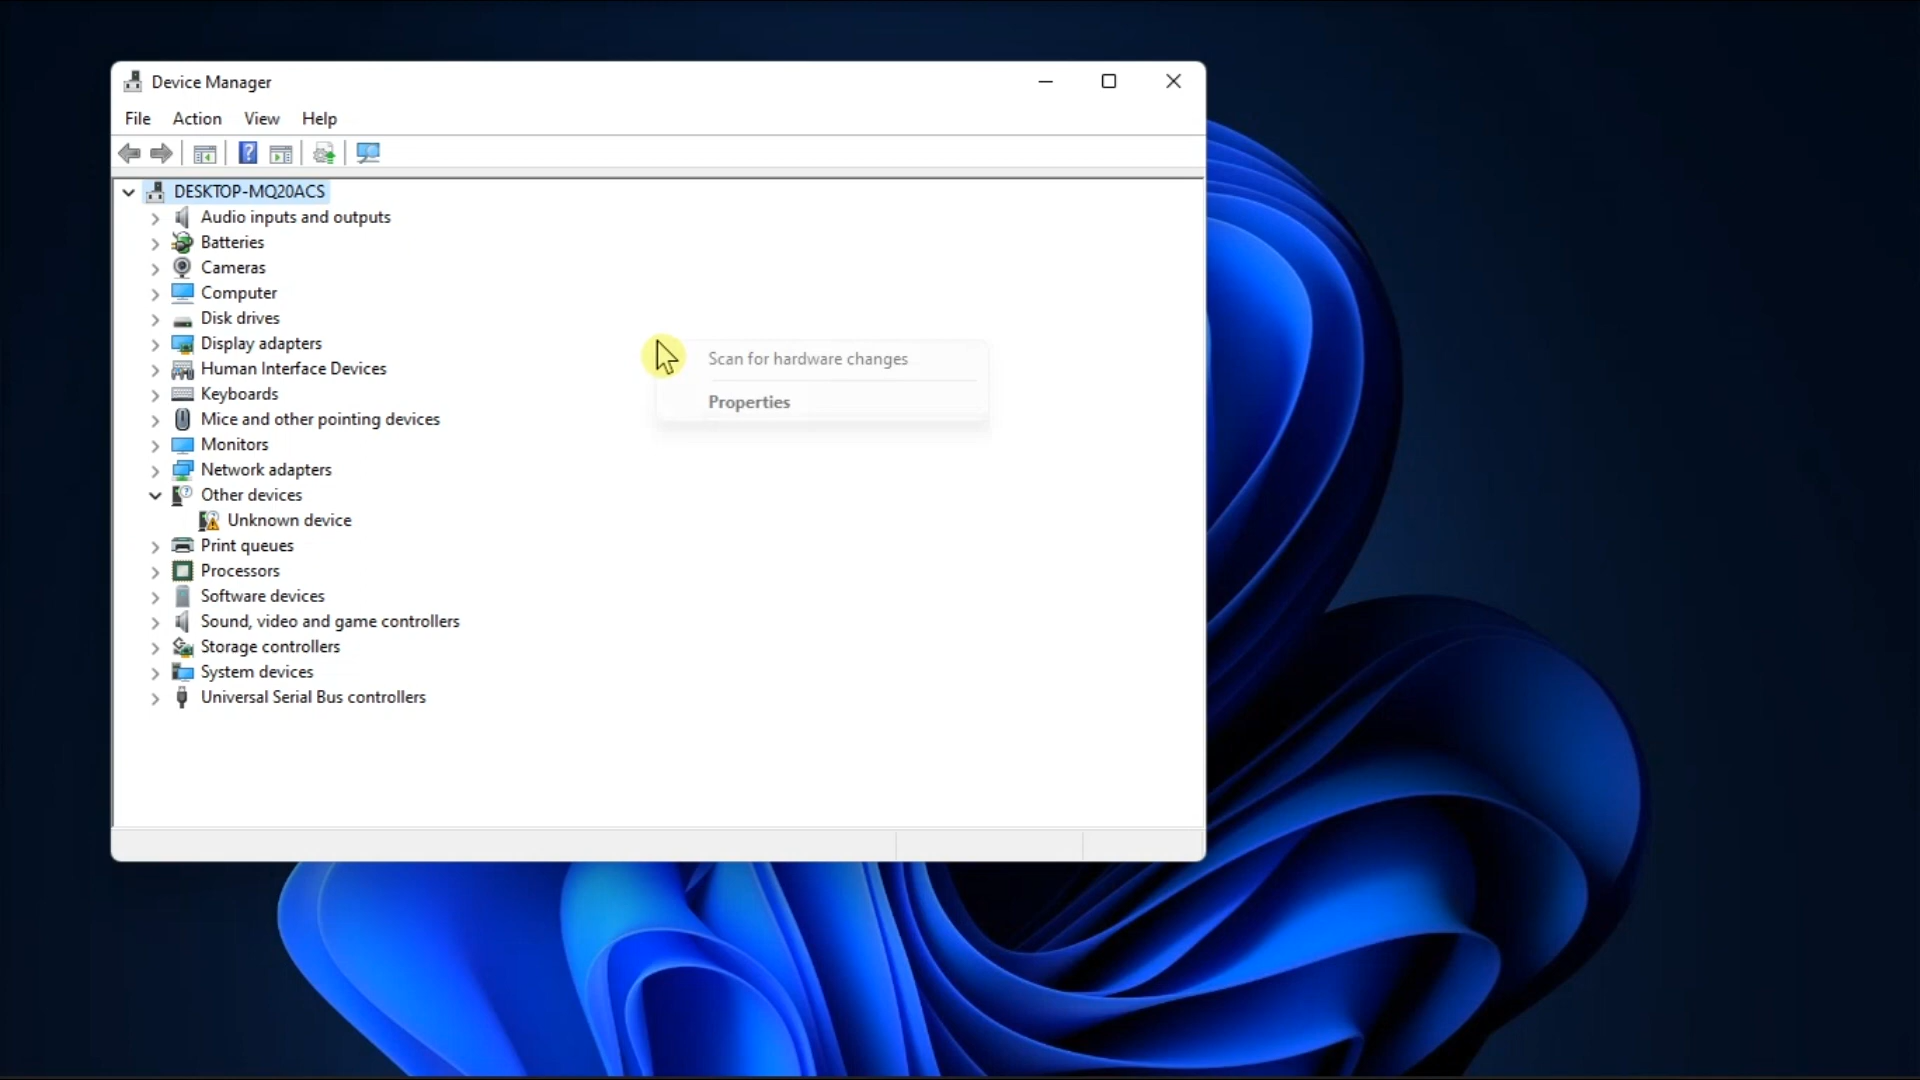 Device Manager
File Action View Help
DESKTOP-MQ20ACS
Audio inputs and outputs
Batteries
Cameras
Computer
Disk drives
Display adapters
Human Interface Devices
Keyboards
Mice and other pointing devices
Monitors
Network adapters
Other devices
Unknown device
Print queues
Processors
Software devices
Sound, video and game controllers
Storage controllers
System devices
Universal Serial Bus controllers
Scan for hardware changes
Properties